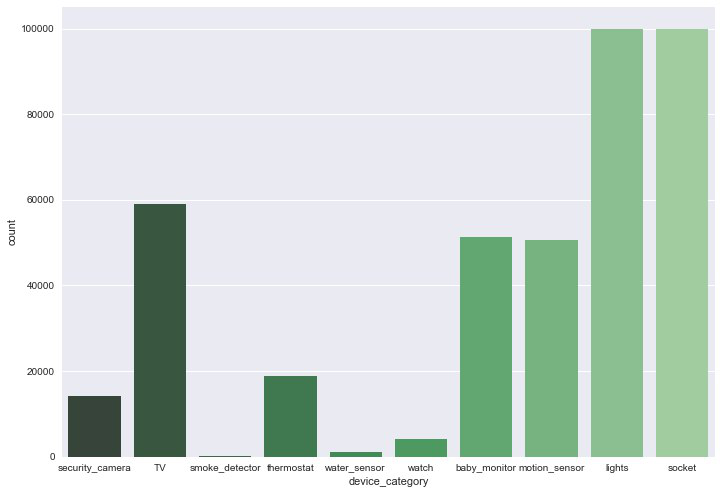 100000
80000
60000
40000
20000
0
count
security_camera TV smoke_detector thermostat water_sensor watch baby_monitor motion_sensor lights socket
device_category